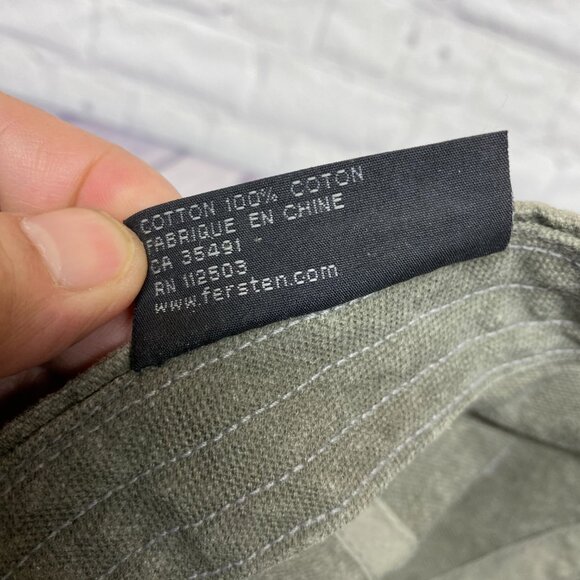 COTTON 100% COTON
FABRIQUE EN CHINE
CA 35491
RN 112503
www.fersten.com